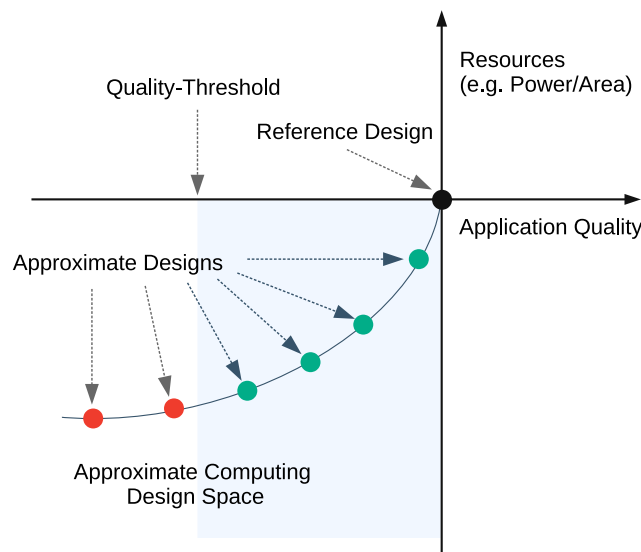 Resources
(e.g. Power/Area)
Quality-Threshold
Reference Design
Application Quality
Approximate Designs
Approximate Computing
Design Space